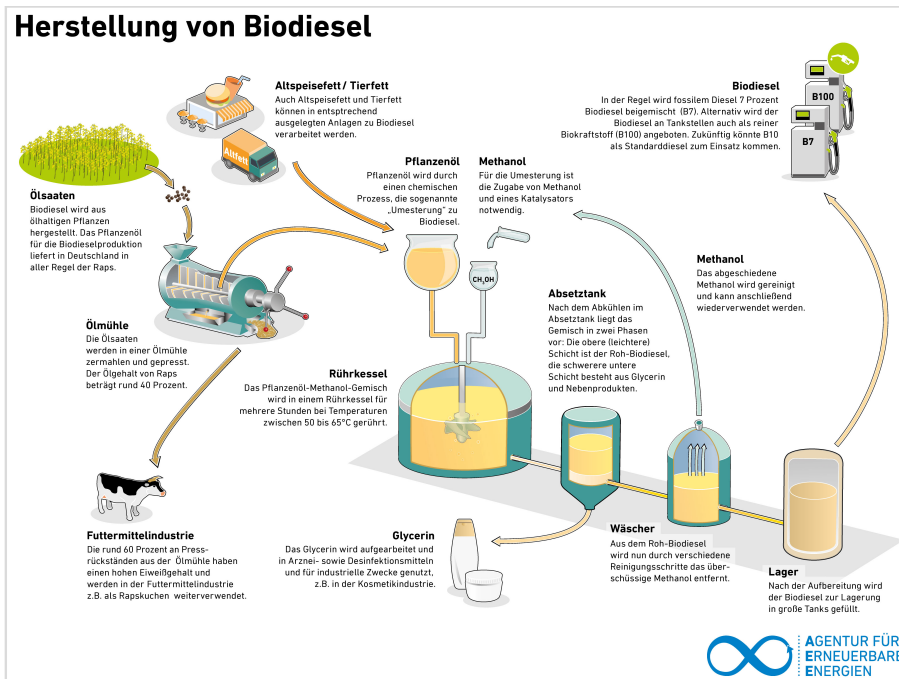 Herstellung von Biodiesel
Altspeisefett / Tierfett
Auch Altspeisefett und Tierfett
können in entsprechend
ausgelegten Anlagen zu Biodiesel
verarbeitet werden.
Altfett
Biodiesel
In der Regel wird fossilem Diesel 7 Prozent
Biodiesel beigemischt (B7). Alternativ wird der
Biodiesel an Tankstellen auch als reiner
Biokraftstoff (B100) angeboten. Zukünftig könnte B10
als Standarddiesel zum Einsatz kommen.
B100
B7
Ölsaaten
Biodiesel wird aus
ölhaltigen Pflanzen
hergestellt. Das Pflanzenöl
für die Biodieselproduktion
liefert in Deutschland in
aller Regel der Raps.
Pflanzenöl
Pflanzenöl wird durch
einen chemischen
Prozess, die sogenannte
„Umesterung" zu
Biodiesel.
Methanol
Für die Umesterung ist
die Zugabe von Methanol
und eines Katalysators
notwendig.
CH₃OH
Methanol
Das abgeschiedene
Methanol wird gereinigt
und kann anschließend
wiederverwendet werden.
Absetztank
Nach dem Abkühlen im
Absetztank liegt das
Gemisch in zwei Phasen
vor: Die obere (leichtere)
Schicht ist der Roh-Biodiesel,
die schwerere untere
Schicht besteht aus Glycerin
und Nebenprodukten.
Ölmühle
Die Ölsaaten
werden in einer Ölmühle
zermahlen und gepresst.
Der Ölgehalt von Raps
beträgt rund 40 Prozent.
Rührkessel
Das Pflanzenöl-Methanol-Gemisch
wird in einem Rührkessel für
mehrere Stunden bei Temperaturen
zwischen 50 bis 65°C gerührt.
Futtermittelindustrie
Die rund 60 Prozent an Press-
rückständen aus der Ölmühle haben
einen hohen Eiweißgehalt und
werden in der Futtermittelindustrie
z.B. als Rapskuchen weiterverwendet.
Glycerin
Das Glycerin wird aufgearbeitet und
in Arznei- sowie Desinfektionsmitteln
und für industrielle Zwecke genutzt,
z.B. in der Kosmetikindustrie.
Wäscher
Aus dem Roh-Biodiesel
wird nun durch verschiedene
Reinigungsschritte das über-
schüssige Methanol entfernt.
Lager
Nach der Aufbereitung wird
der Biodiesel zur Lagerung
in große Tanks gefüllt.
AGENTUR FÜR
ERNEUERBARE
ENERGIEN